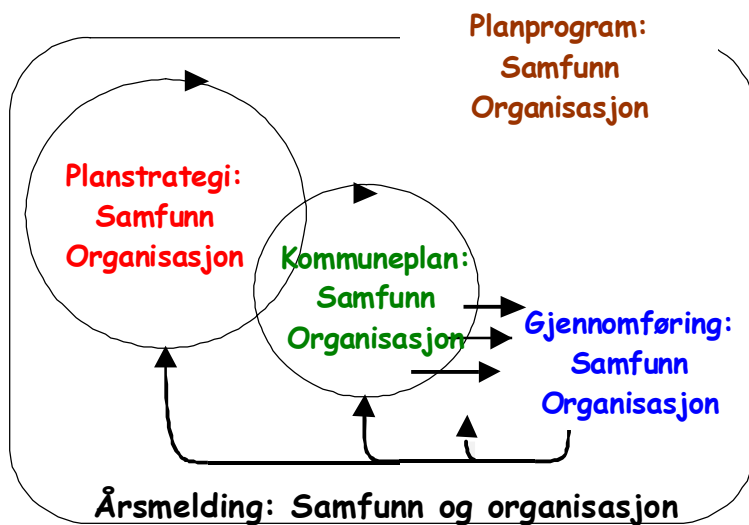 Planprogram:
Samfunn
Organisasjon
Planstrategi:
Samfunn
Organisasjon
Kommuneplan:
Samfunn
Organisasjon
Gjennomføring:
Samfunn
Organisasjon
Årsmelding: Samfunn og organisasjon